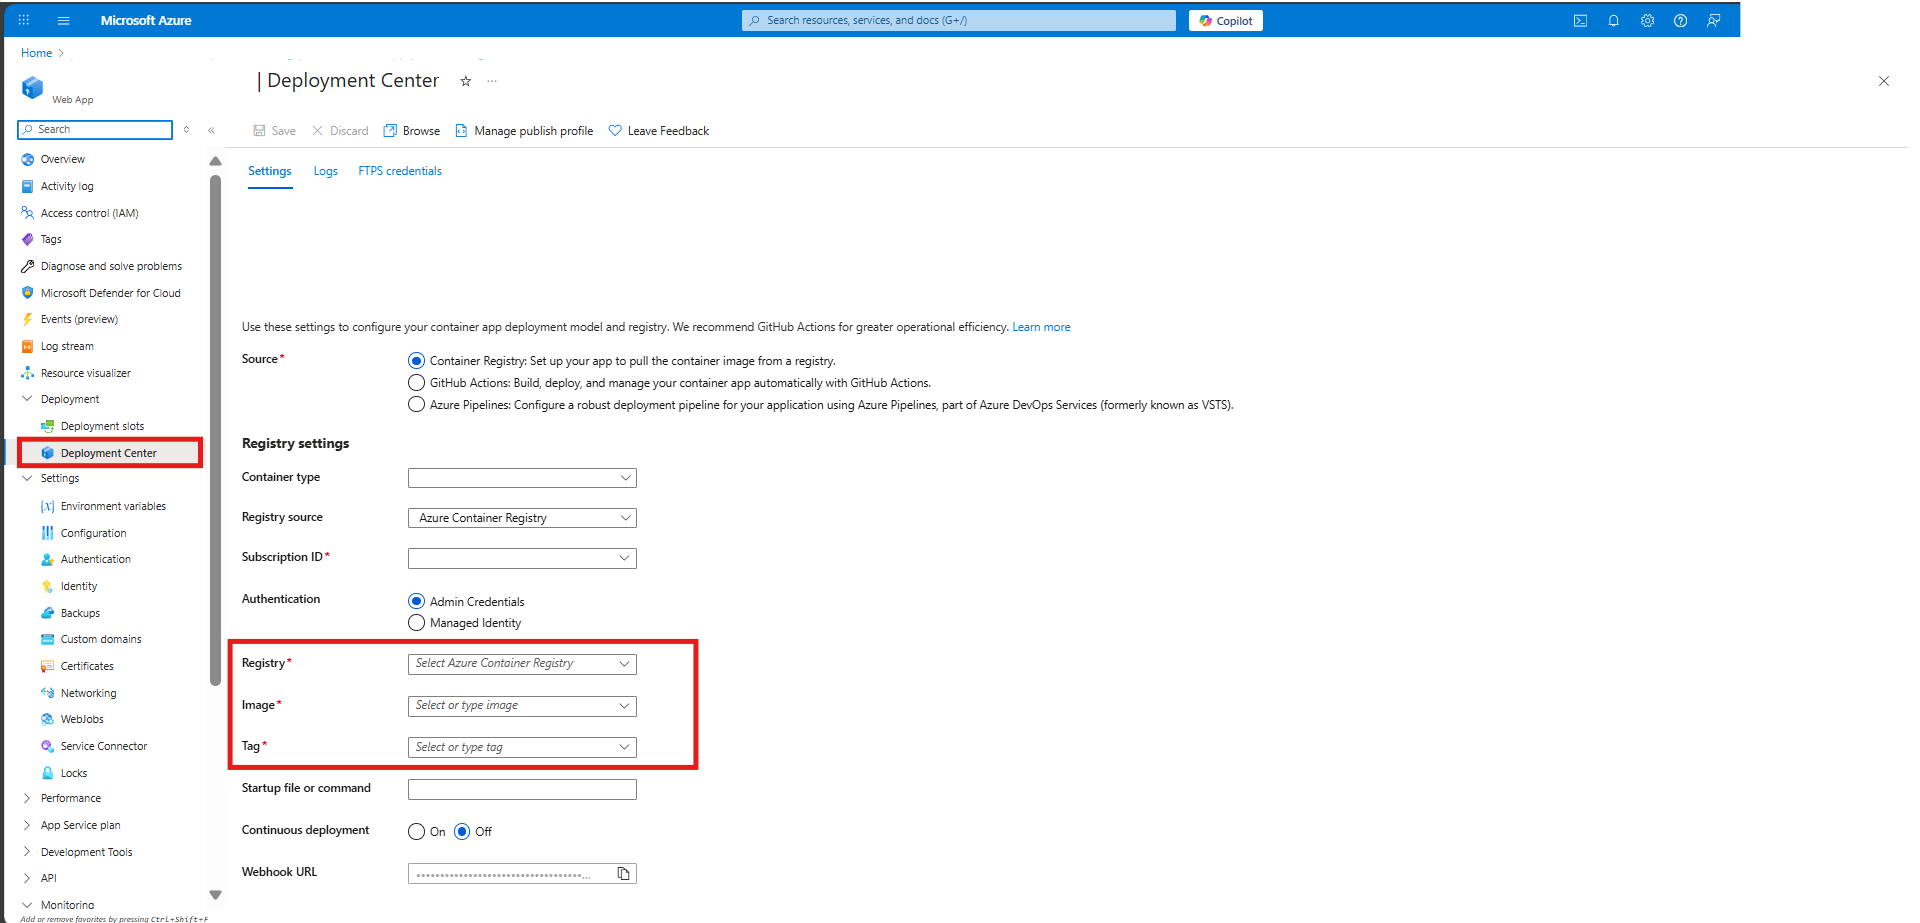 Microsoft Azure
Search resources, services, and docs (G+/)
Copilot
Home
| Deployment Center
Web App
Search
Save
Discard
Browse
Manage publish profile
Leave Feedback
Settings
Logs
FTPS credentials
Overview
Activity log
Access control (IAM)
Tags
Diagnose and solve problems
Microsoft Defender for Cloud
Events (preview)
Log stream
Resource visualizer
Deployment
Deployment slots
Deployment Center
Settings
Environment variables
Configuration
Authentication
Identity
Backups
Custom domains
Certificates
Networking
WebJobs
Service Connector
Locks
Performance
App Service plan
Development Tools
API
Monitoring
Add or remove favorites by pressing Ctrl+Shift+F
Use these settings to configure your container app deployment model and registry. We recommend GitHub Actions for greater operational efficiency. Learn more
Source*
Container Registry: Set up your app to pull the container image from a registry.
GitHub Actions: Build, deploy, and manage your container app automatically with GitHub Actions.
Azure Pipelines: Configure a robust deployment pipeline for your application using Azure Pipelines, part of Azure DevOps Services (formerly known as VSTS).
Registry settings
Container type
Registry source
Azure Container Registry
Subscription ID*
Authentication
Admin Credentials
Managed Identity
Registry*
Select Azure Container Registry
Image*
Select or type image
Tag*
Select or type tag
Startup file or command
Continuous deployment
On
Off
Webhook URL